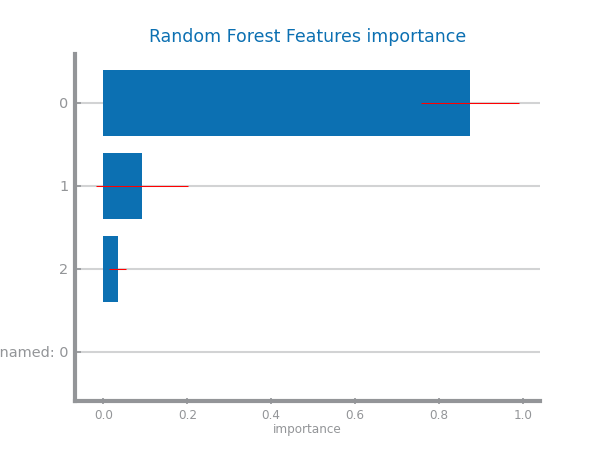 Random Forest Features importance
0
1
2
named: 0
0.0 0.2 0.4 0.6 0.8 1.0
importance